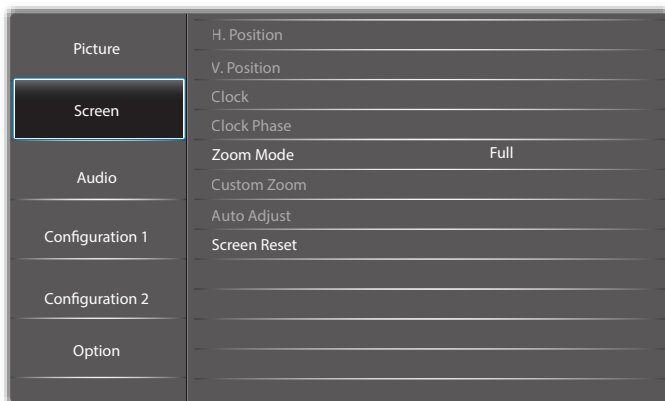 Picture
Screen
Audio
Configuration 1
Configuration 2
Option
H. Position
V. Position
Clock
Clock Phase
Zoom Mode Full
Custom Zoom
Auto Adjust
Screen Reset